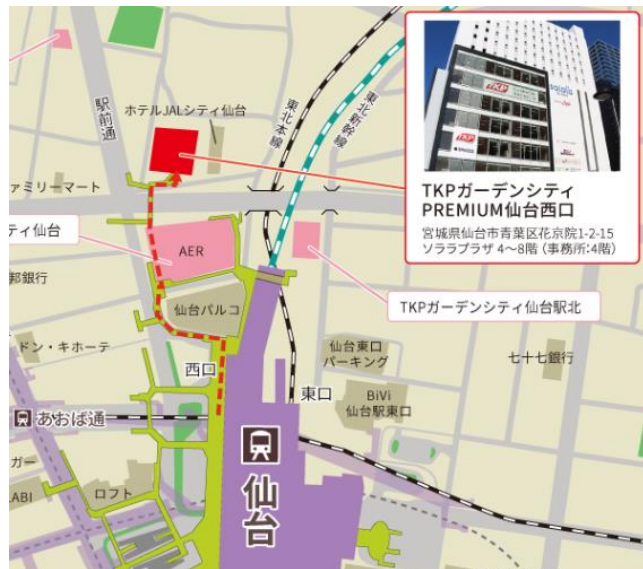 ホテルJALシティ仙台
駅前通
東北本線
東北新幹線
TKP
solala
TKP
TKPガーデンシティ
PREMIUM仙台西口
宮城県仙台市青葉区花京院1-2-15
ソララプラザ 4〜8階 (事務所:4階)
ァミリーマート
ティ仙台
AER
邦銀行
仙台パルコ
TKPガーデンシティ仙台駅北
ドン・キホーテ
西口
仙台東口
パーキング
七十七銀行
東口
BiVi
仙台駅東口
あおば通
仙台
ガー
LABI
ロフト